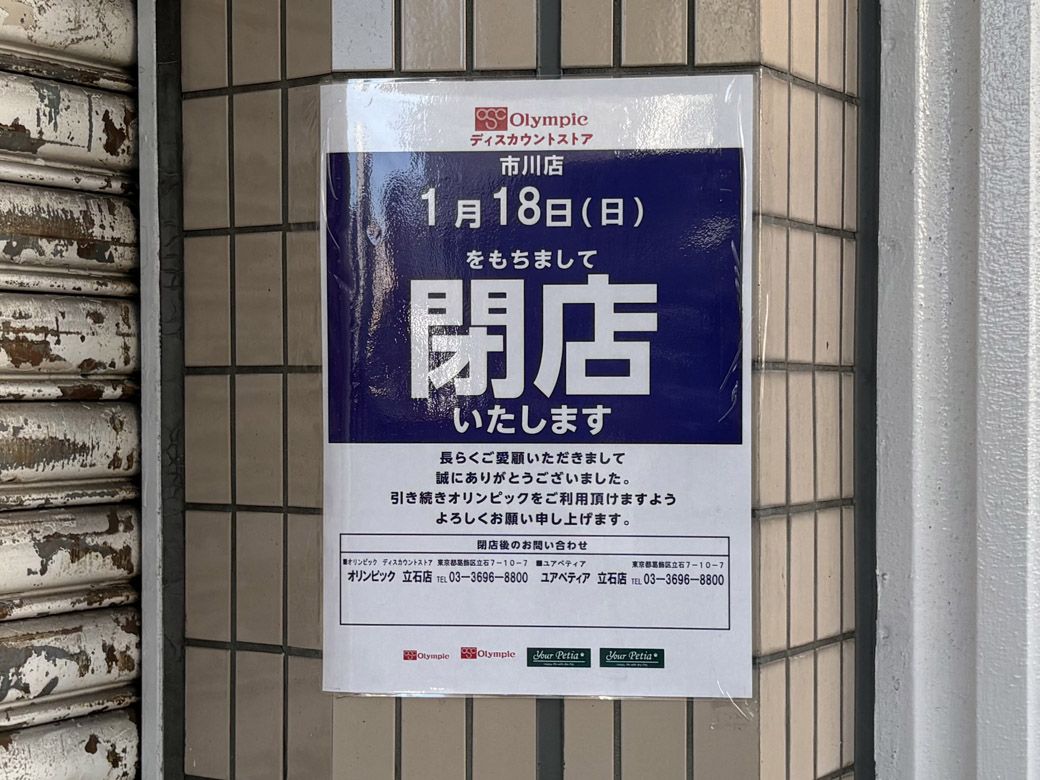 OSC Olympic
ディスカウントストア
市川店
1月18日(日)
をもちまして
閉店
いたします
長らくご愛顧いただきまして
誠にありがとうございました。
引き続きオリンピックをご利用頂けますよう
よろしくお願い申し上げます。
閉店後のお問い合わせ
■オリンピック ディスカウントストア 東京都葛飾区立石7-10-7 ■ユアペティア 東京都葛飾区立石7-10-7
オリンピック 立石店 TEL 03-3696-8800 ユアペティア 立石店 TEL 03-3696-8800
Olympic Olympic Your Petia Your Petia